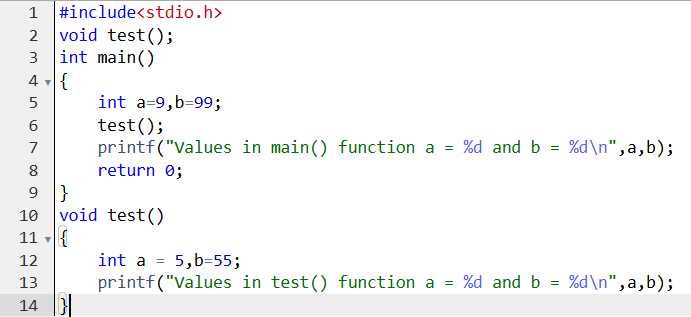 1 #include<stdio.h>
2 void test();
3 int main()
4 {
5     int a=9,b=99;
6     test();
7     printf("Values in main() function a = %d and b = %d\n",a,b);
8     return 0;
9 }
10 void test()
11 {
12     int a = 5,b=55;
13     printf("Values in test() function a = %d and b = %d\n",a,b);
14 }